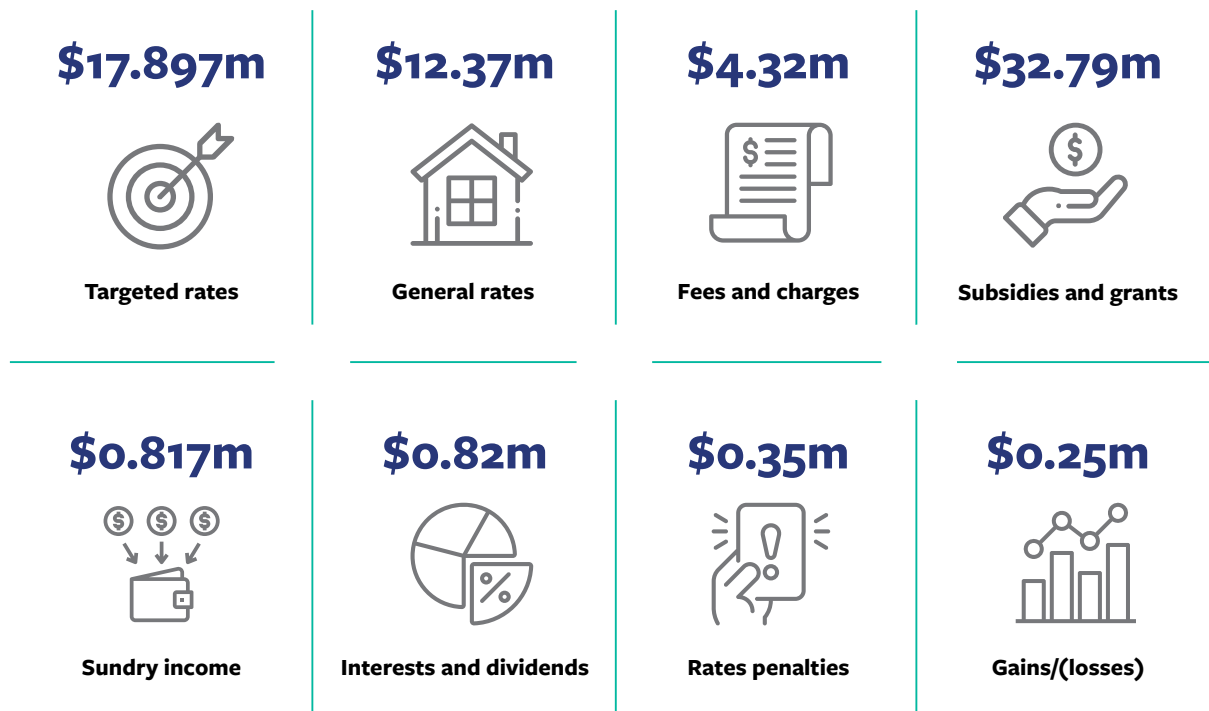 $17.897m
Targeted rates
$12.37m
General rates
$4.32m
$
Fees and charges
$32.79m
$
Subsidies and grants
$0.817m
$ $ $
Sundry income
$0.82m
%
Interests and dividends
$0.35m
!
Rates penalties
$0.25m
Gains/(losses)